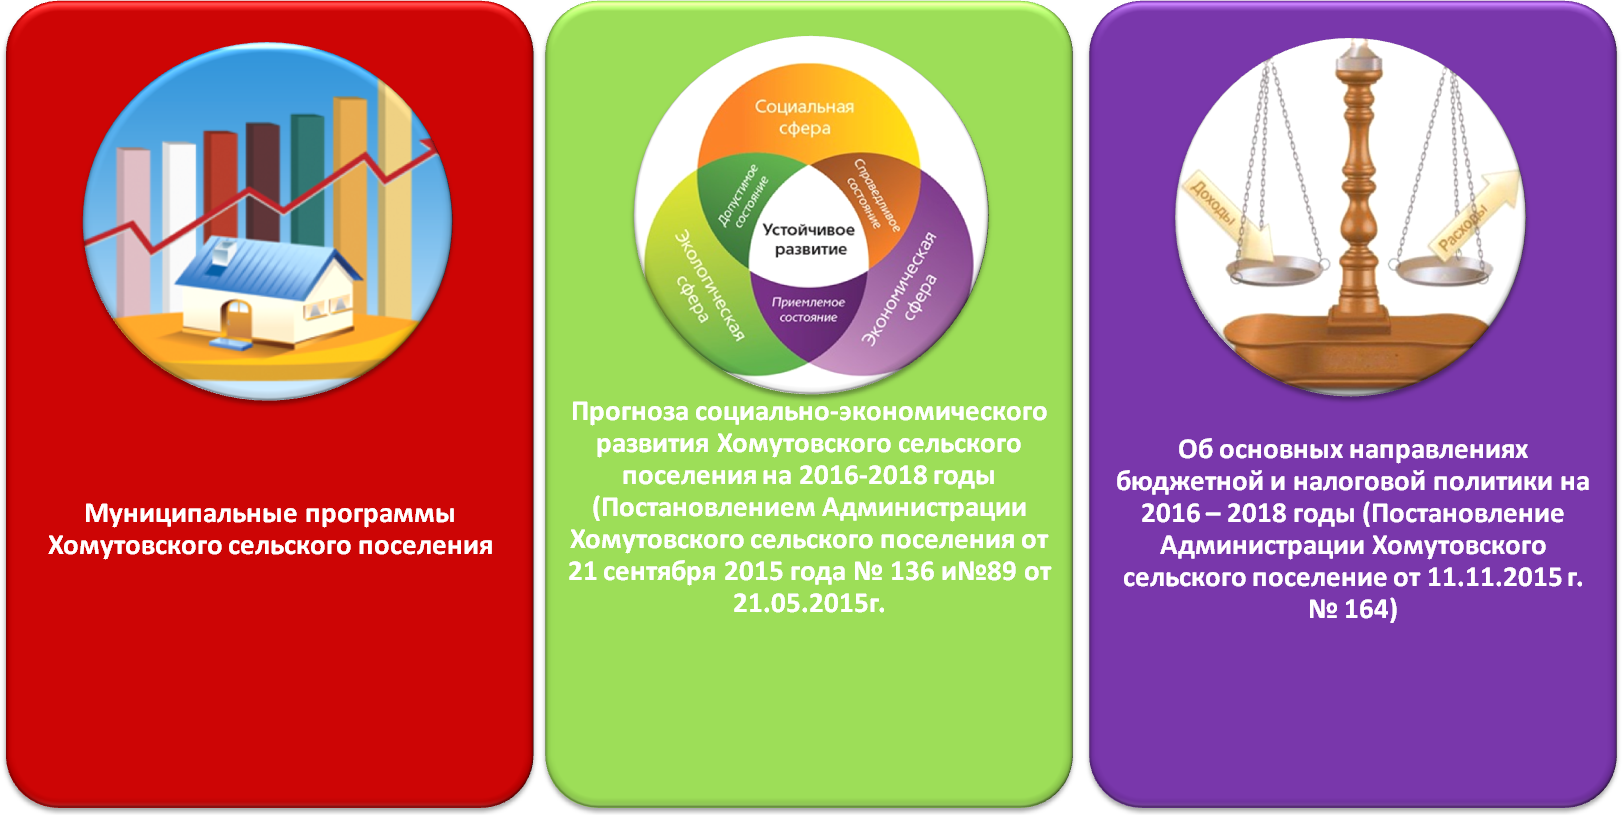 Муниципальные программы
Хомутовского сельского поселения
Социальная
сфера
Допустимое
состояние
Справедливое
состояние
Устойчивое
развитие
Экологическая
сфера
Приемлемое
состояние
Экономическая
сфера
Прогноза социально-экономического
развития Хомутовского сельского
поселения на 2016-2018 годы
(Постановлением Администрации
Хомутовского сельского поселения от
21 сентября 2015 года № 136 и№89 от
21.05.2015г.
Доходы
Расходы
Об основных направлениях
бюджетной и налоговой политики на
2016 – 2018 годы (Постановление
Администрации Хомутовского
сельского поселение от 11.11.2015 г.
№ 164)